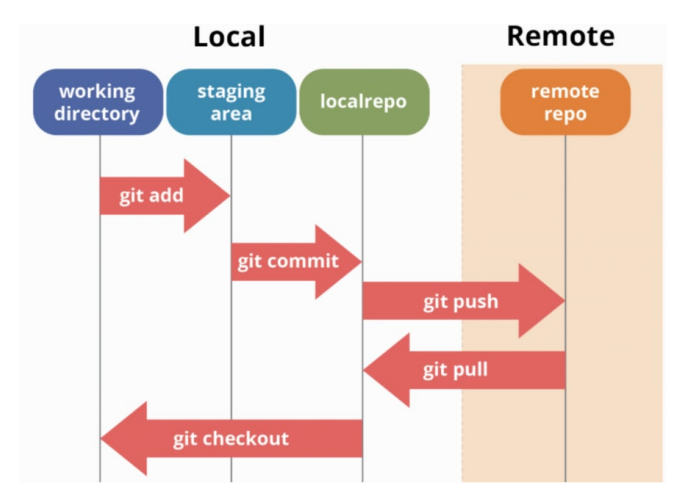 Local
Remote
working
directory
staging
area
localrepo
remote
repo
git add
git commit
git push
git pull
git checkout